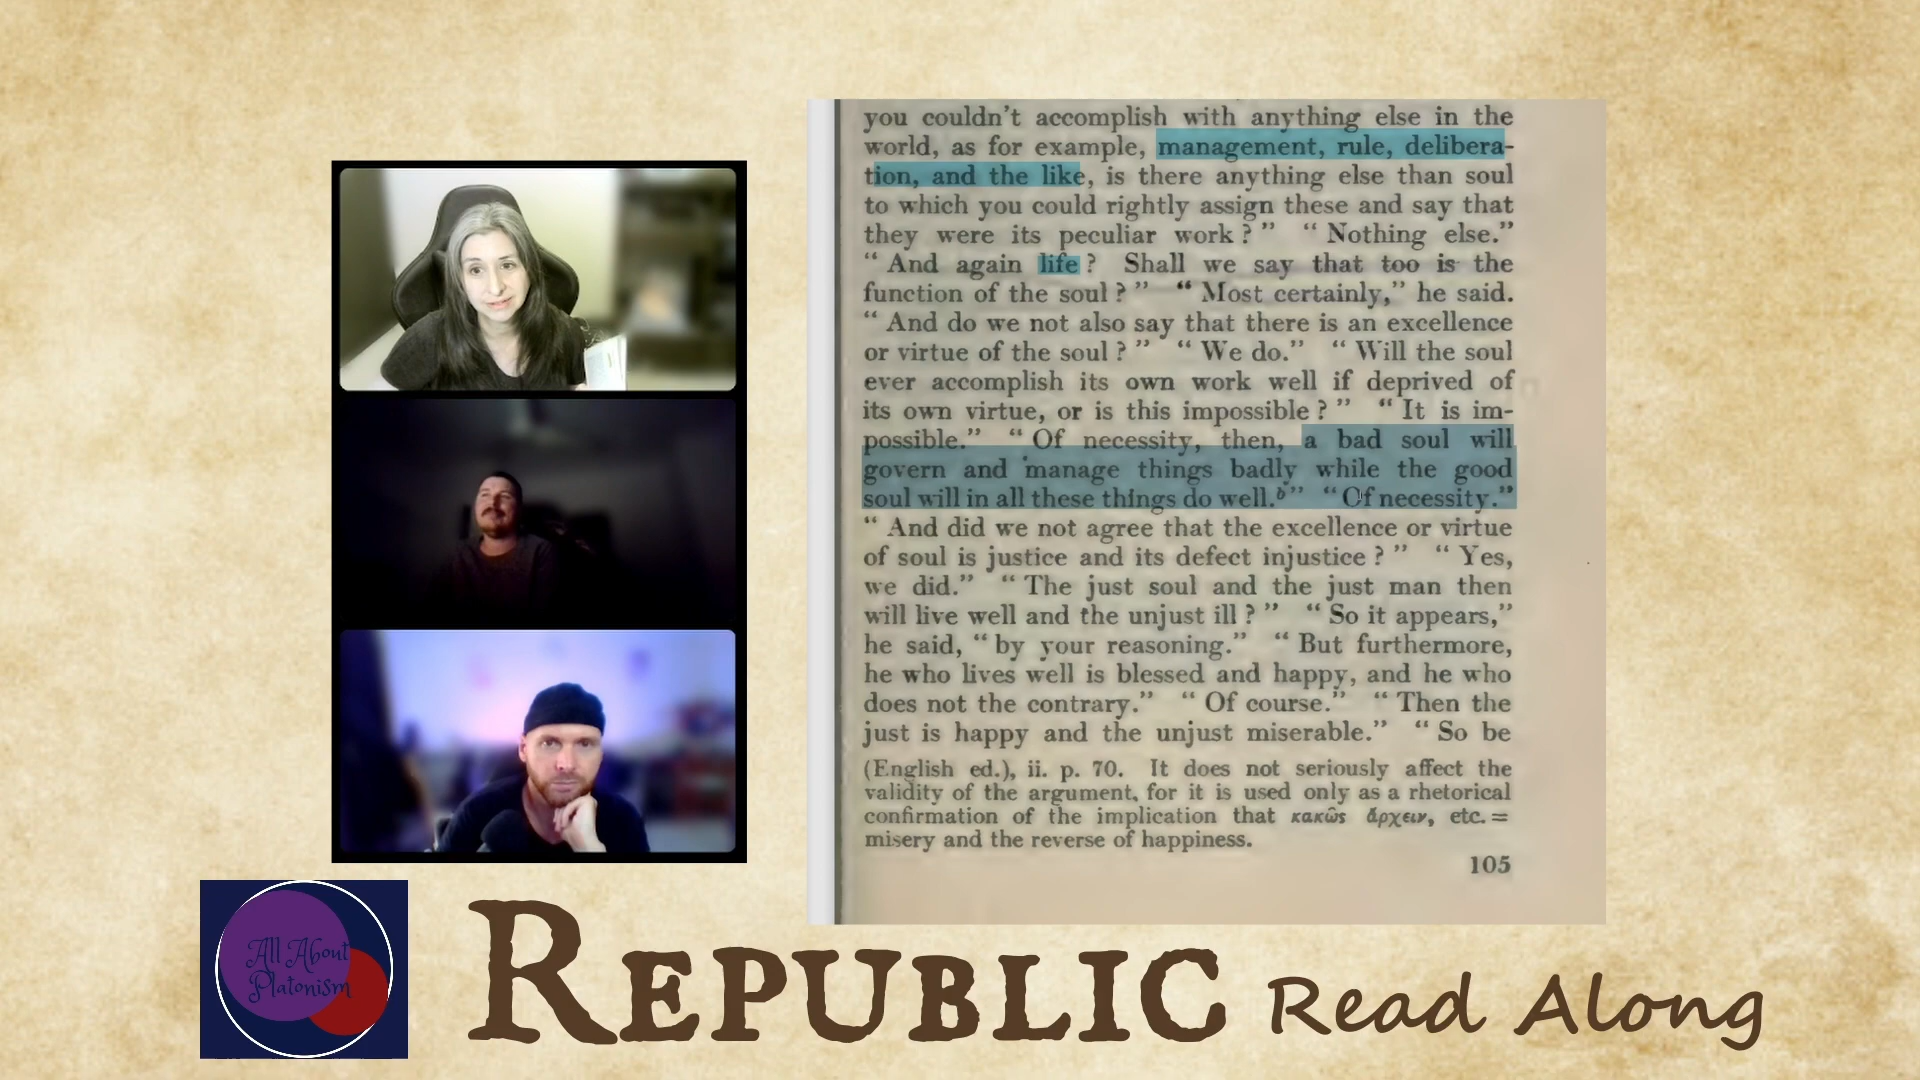 you couldn't accomplish with anything else in the
world, as for example, management, rule, delibera-
tion, and the like, is there anything else than soul
to which you could rightly assign these and say that
they were its peculiar work ? ” “ Nothing else.”
“ And again life ? Shall we say that too is the
function of the soul ? ” “ Most certainly,” he said.
“ And do we not also say that there is an excellence
or virtue of the soul ? ” “ We do.” “ Will the soul
ever accomplish its own work well if deprived of
its own virtue, or is this impossible ? ” “ It is im-
possible.” “ Of necessity, then, a bad soul will
govern and manage things badly while the good
soul will in all these things do well.ᵇ ” “ Of necessity.”
“ And did we not agree that the excellence or virtue
of soul is justice and its defect injustice ? ” “ Yes,
we did.” “ The just soul and the just man then
will live well and the unjust ill ? ” “ So it appears,”
he said, “ by your reasoning.” “ But furthermore,
he who lives well is blessed and happy, and he who
does not the contrary.” “ Of course.” “ Then the
just is happy and the unjust miserable.” “ So be
(English ed.), ii. p. 70. It does not seriously affect the
validity of the argument, for it is used only as a rhetorical
confirmation of the implication that κακῶς ἄρχειν, etc. =
misery and the reverse of happiness.
105
All About
Platonism
REPUBLIC Read Along